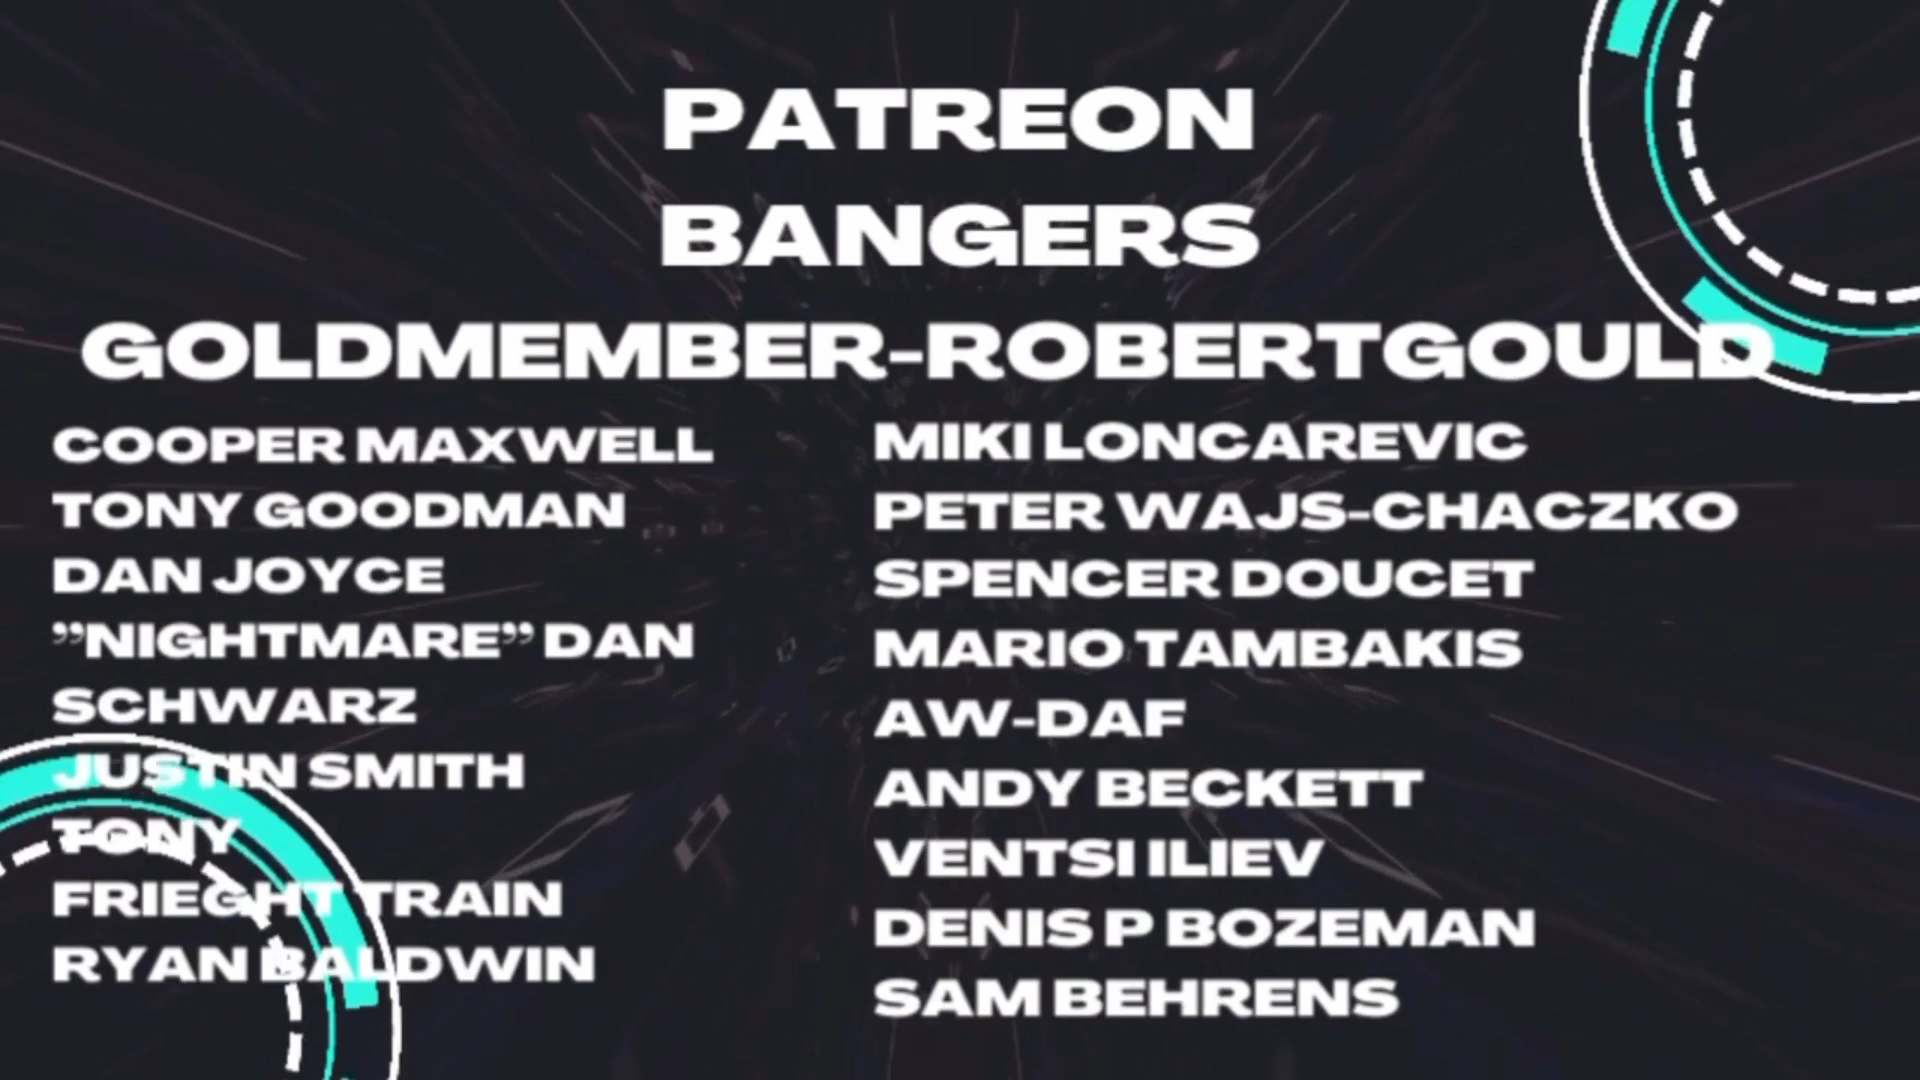 PATREON
BANGERS
GOLDMEMBER-ROBERTGOULD
COOPER MAXWELL
TONY GOODMAN
DAN JOYCE
”NIGHTMARE” DAN
SCHWARZ
JUSTIN SMITH
TONY
FRIEGHT TRAIN
RYAN BALDWIN
MIKI LONCAREVIC
PETER WAJS-CHACZKO
SPENCER DOUCET
MARIO TAMBAKIS
AW-DAF
ANDY BECKETT
VENTSI ILIEV
DENIS P BOZEMAN
SAM BEHRENS